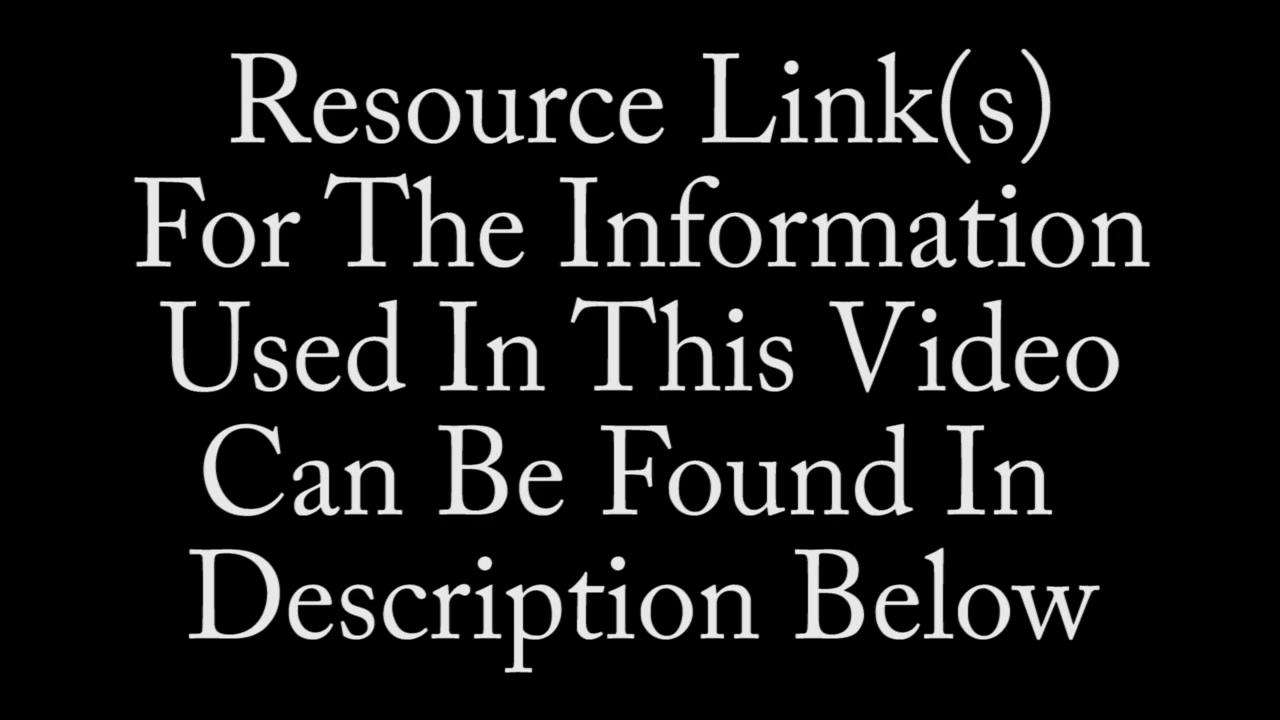 Resource Link(s)
For The Information
Used In This Video
Can Be Found In
Description Below